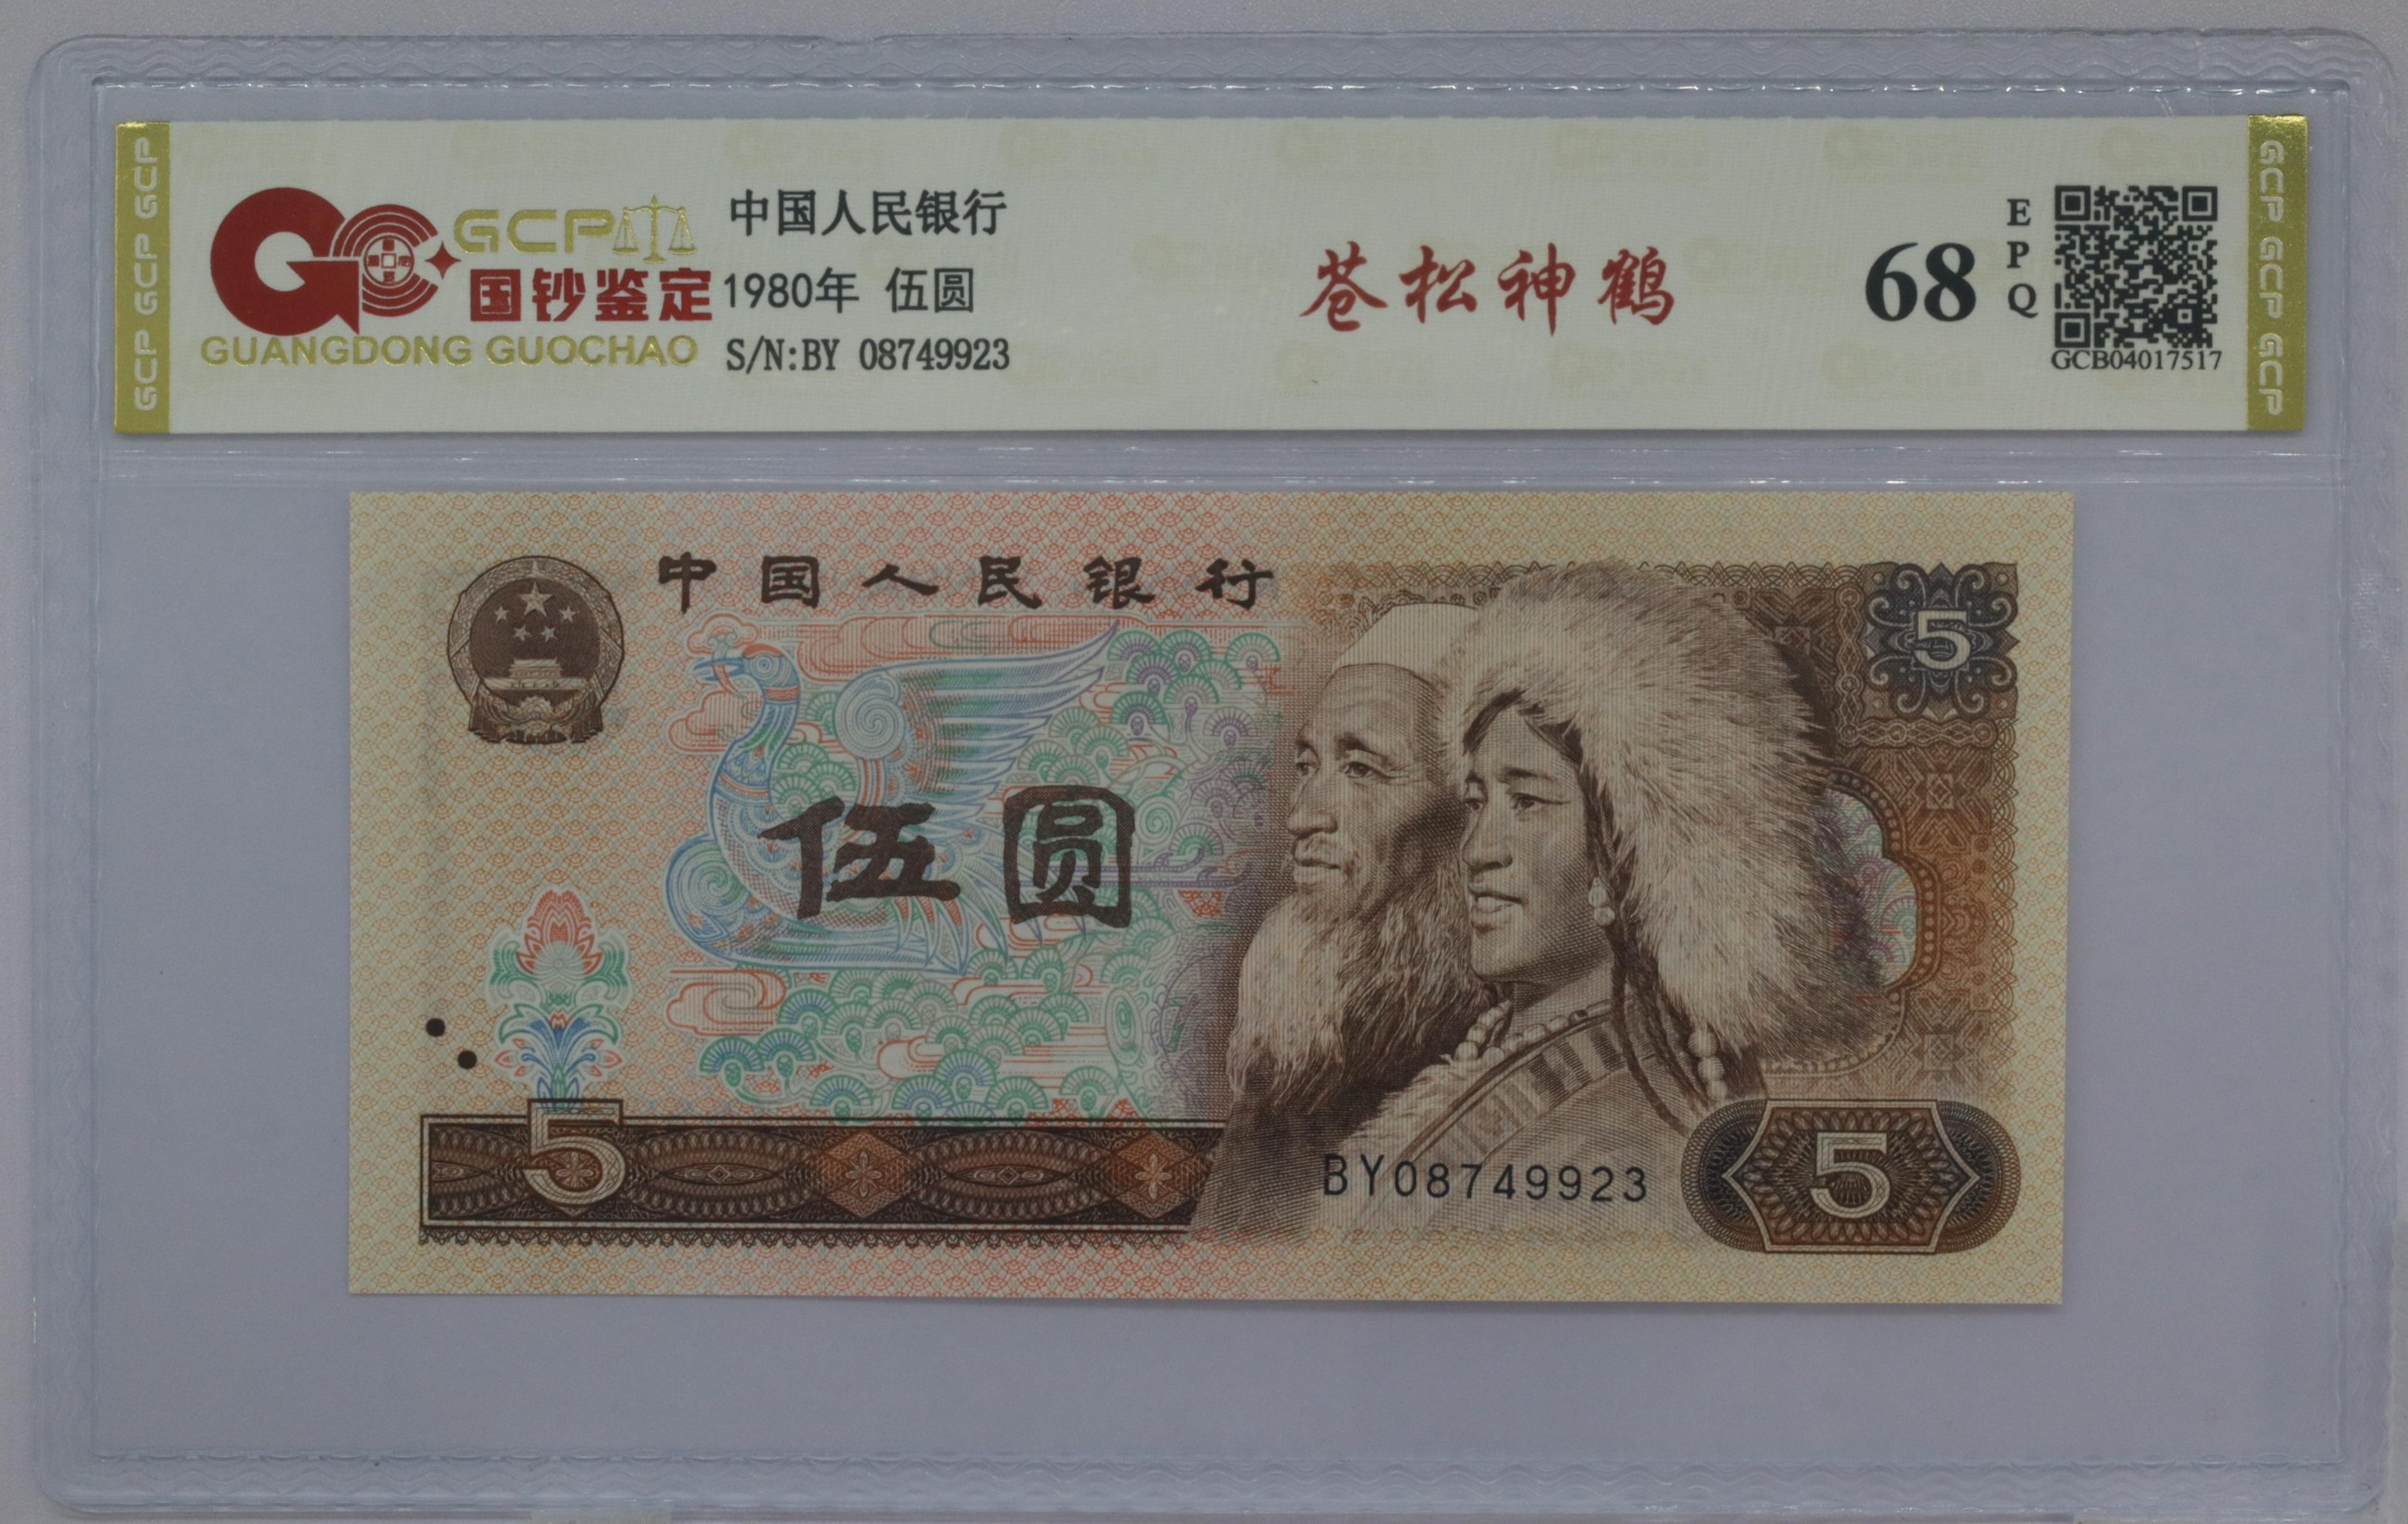 GCP GCP GCP
GCP
国钞鉴定
GUANGDONG GUOCHAO
中国人民银行
1980年 伍圆
S/N:BY 08749923
苍松神鹤
68
EPQ
GCB04017517
GCP GCP GCP
中国人民银行
5
伍圆
5
BY08749923
5